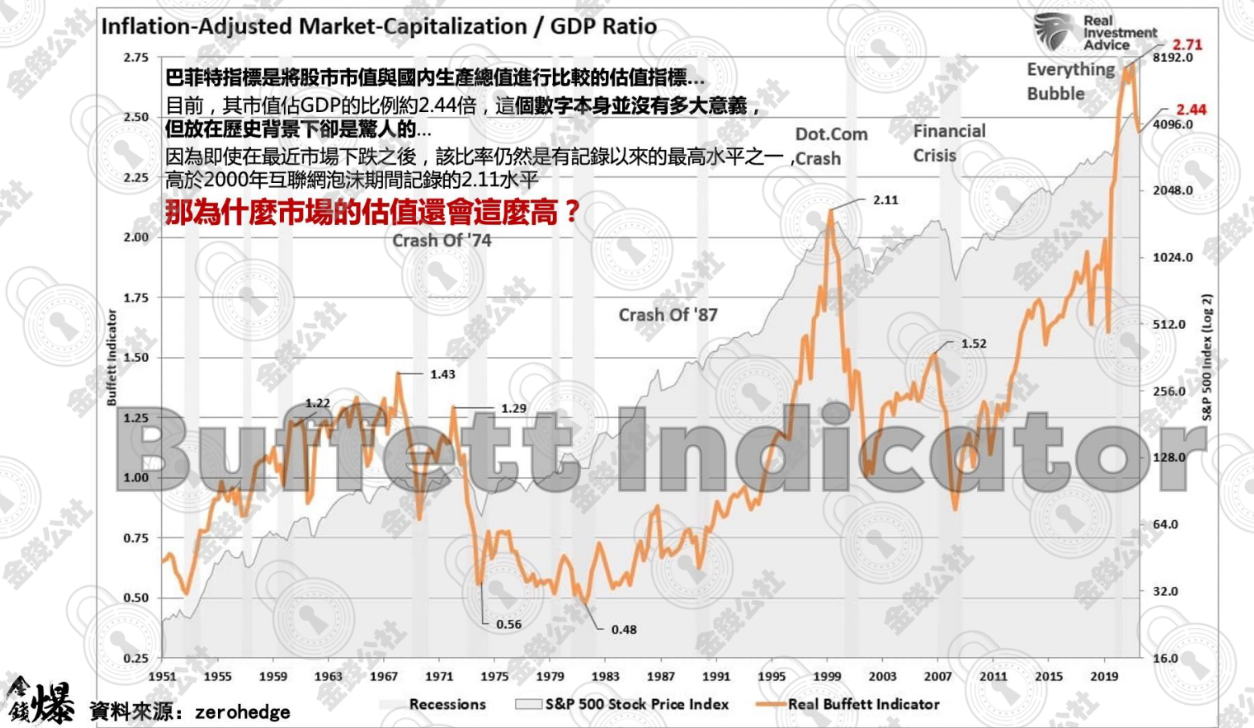 Inflation-Adjusted Market-Capitalization / GDP Ratio
Real
Investment
Advice
2.75
2.71
8192.0
巴菲特指標是將股市市值與國內生產總值進行比較的估值指標...
Everything
Bubble
目前，其市值佔GDP的比例約2.44倍，這個數字本身並沒有多大意義，
2.50
2.44
4096.0
但放在歷史背景下卻是驚人的...
Dot.Com
Crash
Financial
Crisis
因為即使在最近市場下跌之後，該比率仍然是有記錄以來的最高水平之一，
2.25
2048.0
高於2000年互聯網泡沫期間記錄的2.11水平
2.11
那為什麼市場的估值還會這麼高？
2.00
Crash Of '74
1024.0
1.75
Crash Of '87
512.0
1.50
1.52
1.43
256.0
1.25
1.22
1.29
Buffett Indicator
S&P 500 Index (Log 2)
Buffett Indicator
1.00
128.0
0.75
64.0
0.50
0.56
0.48
32.0
0.25
16.0
1951 1955 1959 1963 1967 1971 1975 1979 1983 1987 1991 1995 1999 2003 2007 2011 2015 2019
Recessions S&P 500 Stock Price Index Real Buffett Indicator
金錢爆 資料來源：zerohedge
金錢公社